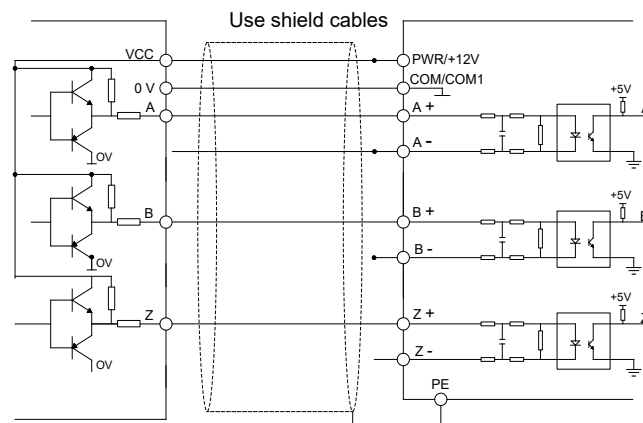 Use shield cables
VCC
PWR/+12V
0 V
COM/COM1
+5V
A
A +
A
OV
A -
+5V
B
B +
B
OV
B -
+5V
Z
Z +
Z
OV
Z -
PE